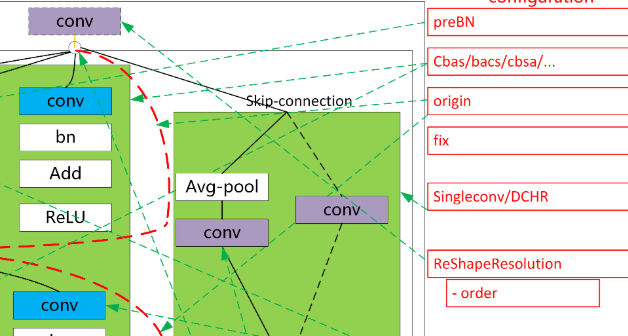 configuration
conv
preBN
Cbas/bacs/cbsa/...
conv
Skip-connection
origin
bn
fix
Add
Avg-pool
Singleconv/DCHR
ReLU
conv
conv
ReShapeResolution
- order
conv